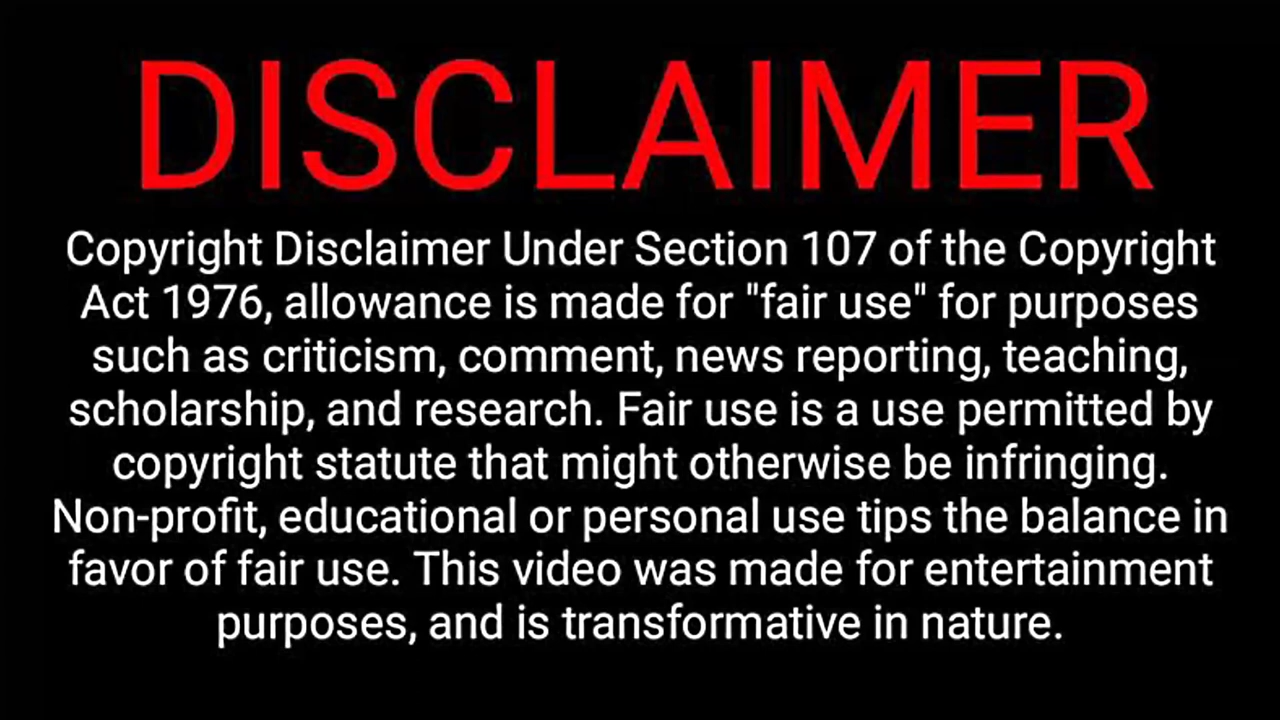 DISCLAIMER
Copyright Disclaimer Under Section 107 of the Copyright
Act 1976, allowance is made for "fair use" for purposes
such as criticism, comment, news reporting, teaching,
scholarship, and research. Fair use is a use permitted by
copyright statute that might otherwise be infringing.
Non-profit, educational or personal use tips the balance in
favor of fair use. This video was made for entertainment
purposes, and is transformative in nature.